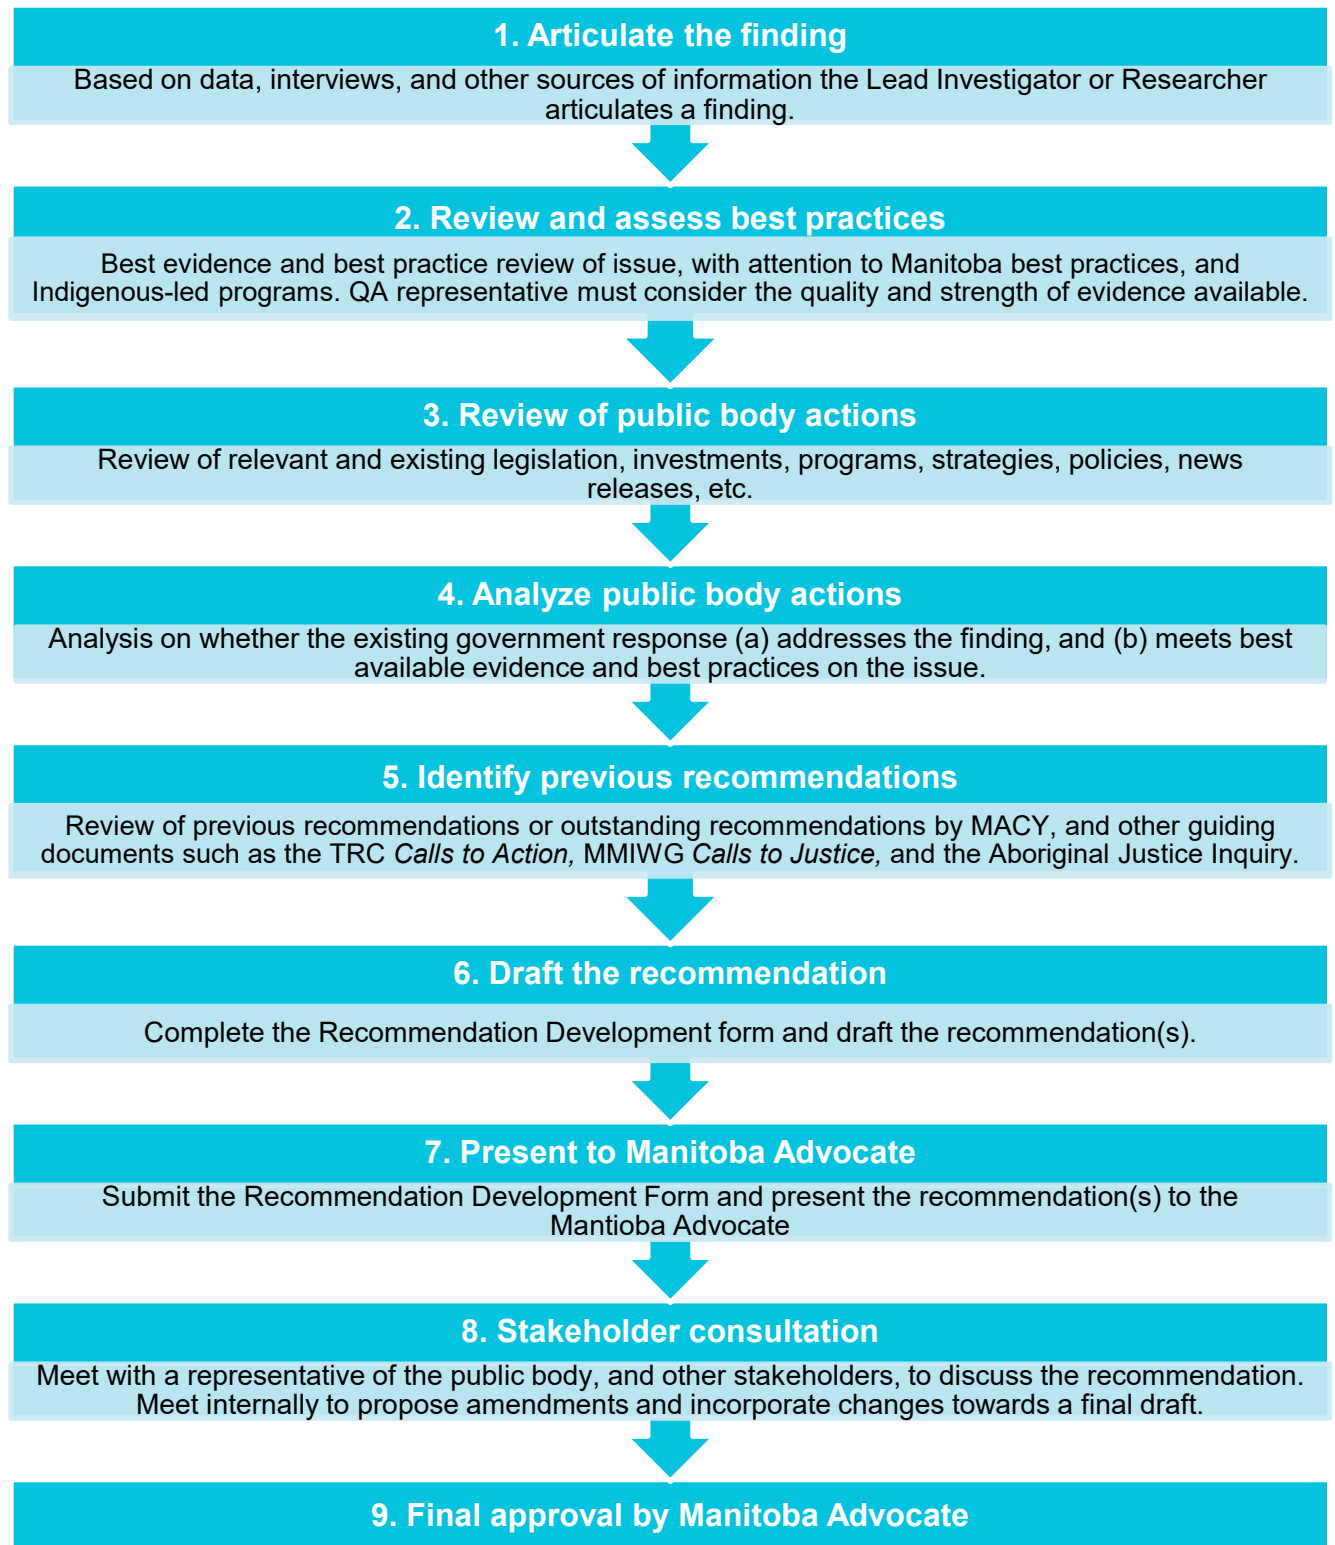 1. Articulate the finding
Based on data, interviews, and other sources of information the Lead Investigator or Researcher
articulates a finding.
2. Review and assess best practices
Best evidence and best practice review of issue, with attention to Manitoba best practices, and
Indigenous-led programs. QA representative must consider the quality and strength of evidence available.
3. Review of public body actions
Review of relevant and existing legislation, investments, programs, strategies, policies, news
releases, etc.
4. Analyze public body actions
Analysis on whether the existing government response (a) addresses the finding, and (b) meets best
available evidence and best practices on the issue.
5. Identify previous recommendations
Review of previous recommendations or outstanding recommendations by MACY, and other guiding
documents such as the TRC Calls to Action, MMIWG Calls to Justice, and the Aboriginal Justice Inquiry.
6. Draft the recommendation
Complete the Recommendation Development form and draft the recommendation(s).
7. Present to Manitoba Advocate
Submit the Recommendation Development Form and present the recommendation(s) to the
Mantioba Advocate
8. Stakeholder consultation
Meet with a representative of the public body, and other stakeholders, to discuss the recommendation.
Meet internally to propose amendments and incorporate changes towards a final draft.
9. Final approval by Manitoba Advocate